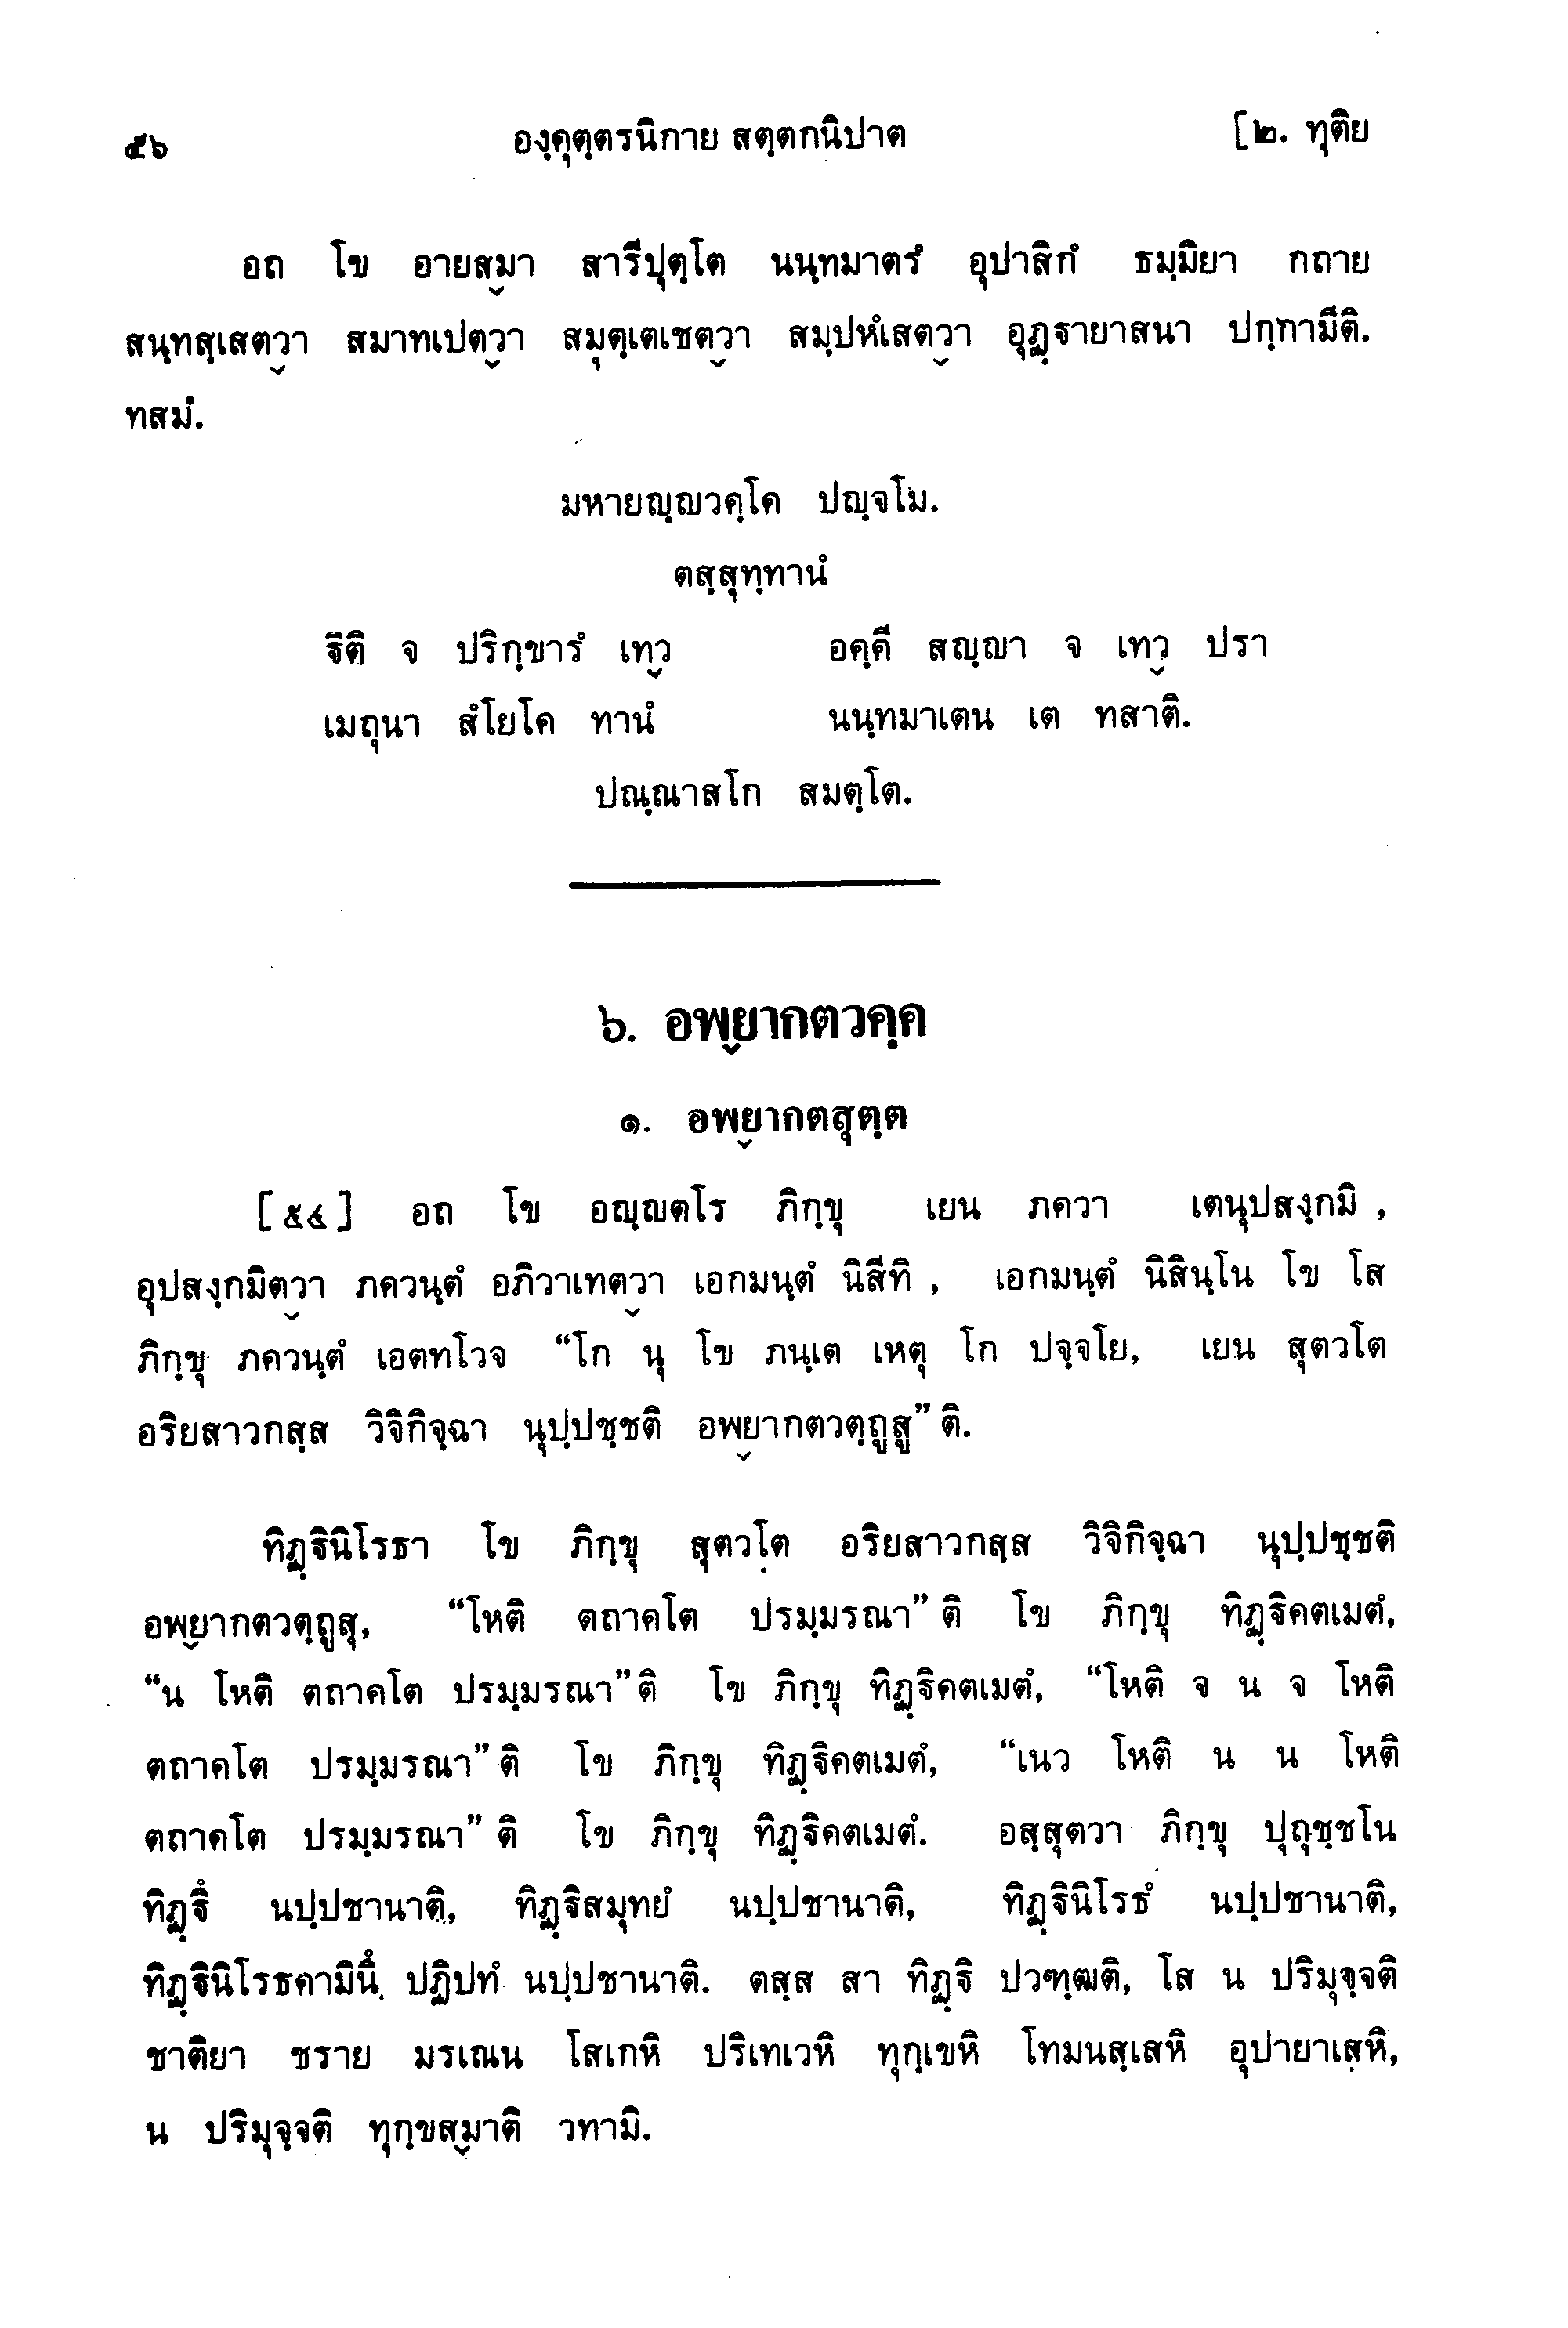 ๕๖ องฺคุตฺตรนิกาย สตฺตกนิปาต [๒. ทุติย
อถ โข อายสฺมา สารีปุตฺโต นนฺทมาตรํ อุปาสิกํ ธมฺมิยา กถาย
สนฺทสฺเสตฺวา สมาทเปตฺวา สมุตฺเตเชตฺวา สมฺปหํเสตฺวา อุฏฺฐายาสนา ปกฺกามีติ.
ทสมํ.
มหายญฺญวคฺโค ปญฺจโม.
ตสฺสุทฺทานํ
ฐิติ จ ปริกฺขารํ เทฺว อคฺคี สญฺญา จ เทฺว ปรา
เมถุนา สํโยโค ทานํ นนฺทมาเตน เต ทสาติ.
ปณฺณาสโก สมตฺโต.
๖. อพฺยากตวคฺค
๑. อพฺยากตสุตฺต
[๕๔] อถ โข อญฺญตโร ภิกฺขุ เยน ภควา เตนุปสงฺกมิ ,
อุปสงฺกมิตฺวา ภควนฺตํ อภิวาเทตฺวา เอกมนฺตํ นิสีทิ , เอกมนฺตํ นิสินฺโน โข โส
ภิกฺขุ ภควนฺตํ เอตทโวจ “โก นุ โข ภนฺเต เหตุ โก ปจฺจโย, เยน สุตวโต
อริยสาวกสฺส วิจิกิจฺฉา นุปฺปชฺชติ อพฺยากตวตฺถูสู”ติ.
ทิฏฺฐินิโรธา โข ภิกฺขุ สุตวโต อริยสาวกสฺส วิจิกิจฺฉา นุปฺปชฺชติ
อพฺยากตวตฺถูสุ, “โหติ ตถาคโต ปรมฺมรณา”ติ โข ภิกฺขุ ทิฏฺฐิคตเมตํ,
“น โหติ ตถาคโต ปรมฺมรณา”ติ โข ภิกฺขุ ทิฏฺฐิคตเมตํ, “โหติ จ น จ โหติ
ตถาคโต ปรมฺมรณา”ติ โข ภิกฺขุ ทิฏฺฐิคตเมตํ, “เนว โหติ น น โหติ
ตถาคโต ปรมฺมรณา”ติ โข ภิกฺขุ ทิฏฺฐิคตเมตํ. อสฺสุตวา ภิกฺขุ ปุถุชฺชโน
ทิฏฺฐึ นปฺปชานาติ, ทิฏฺฐิสมุทยํ นปฺปชานาติ, ทิฏฺฐินิโรธํ นปฺปชานาติ,
ทิฏฺฐินิโรธคามินึ ปฏิปทํ นปฺปชานาติ. ตสฺส สา ทิฏฺฐิ ปวฑฺฒติ, โส น ปริมุจฺจติ
ชาติยา ชราย มรเณน โสเกหิ ปริเทเวหิ ทุกฺเขหิ โทมนสฺเสหิ อุปายาเสหิ,
น ปริมุจฺจติ ทุกฺขสฺมาติ วทามิ.